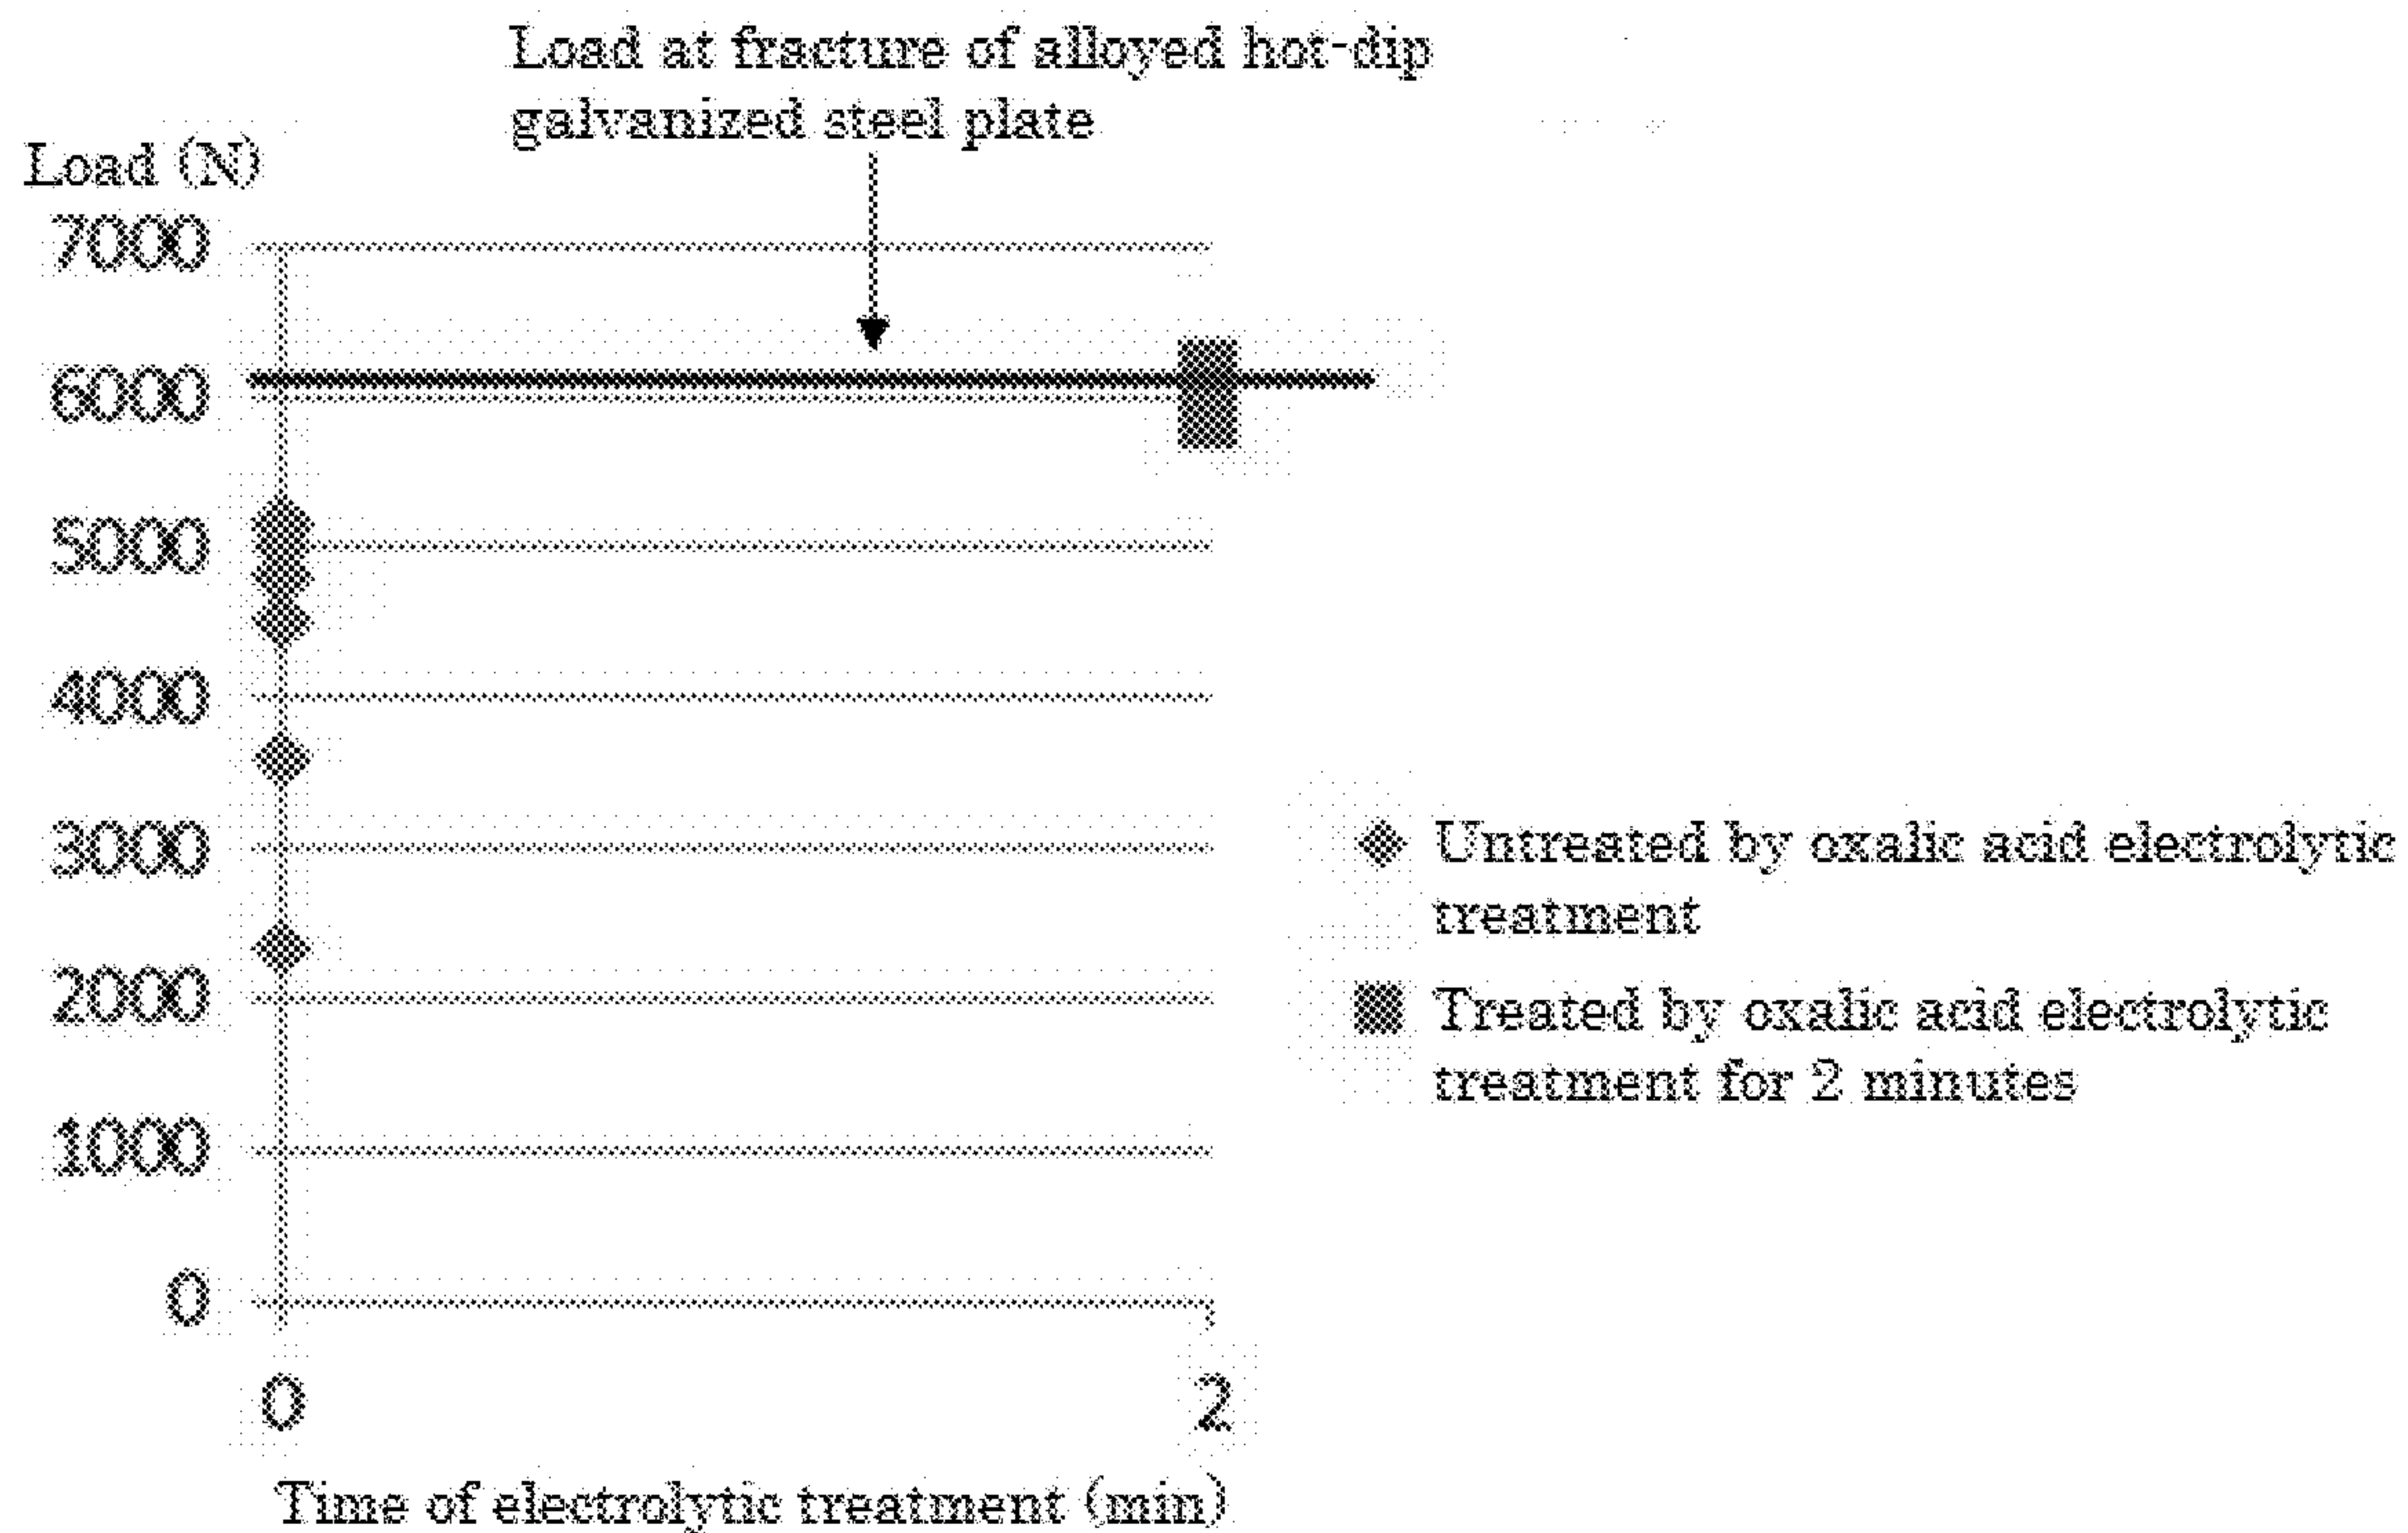 Load at fracture of alloyed hot-dip
galvanized steel plate
Load (N)
7000
6000
5000
4000
3000
2000
1000
0
0
2
Time of electrolytic treatment (min)
Untreated by oxalic acid electrolytic
treatment
Treated by oxalic acid electrolytic
treatment for 2 minutes